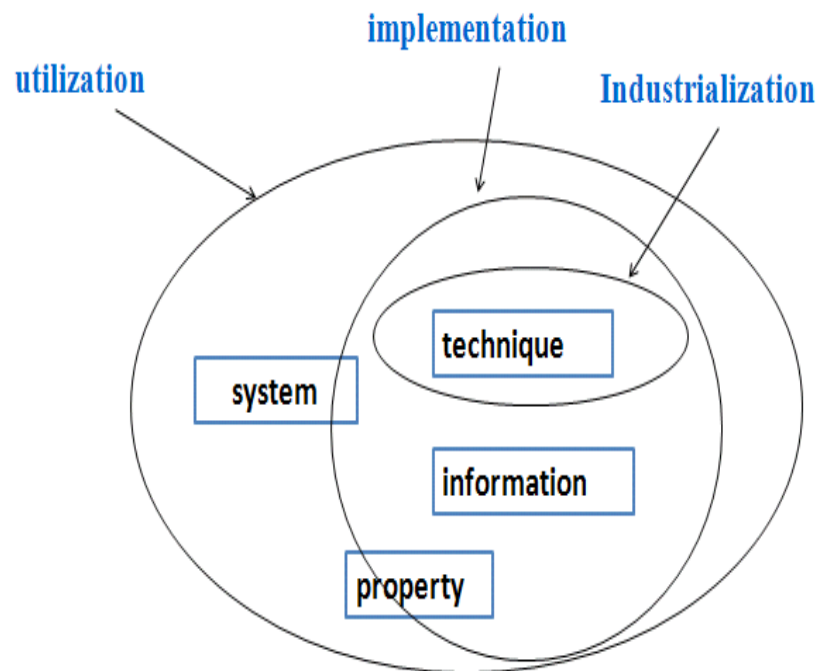 implementation
utilization
Industrialization
technique
system
information
property